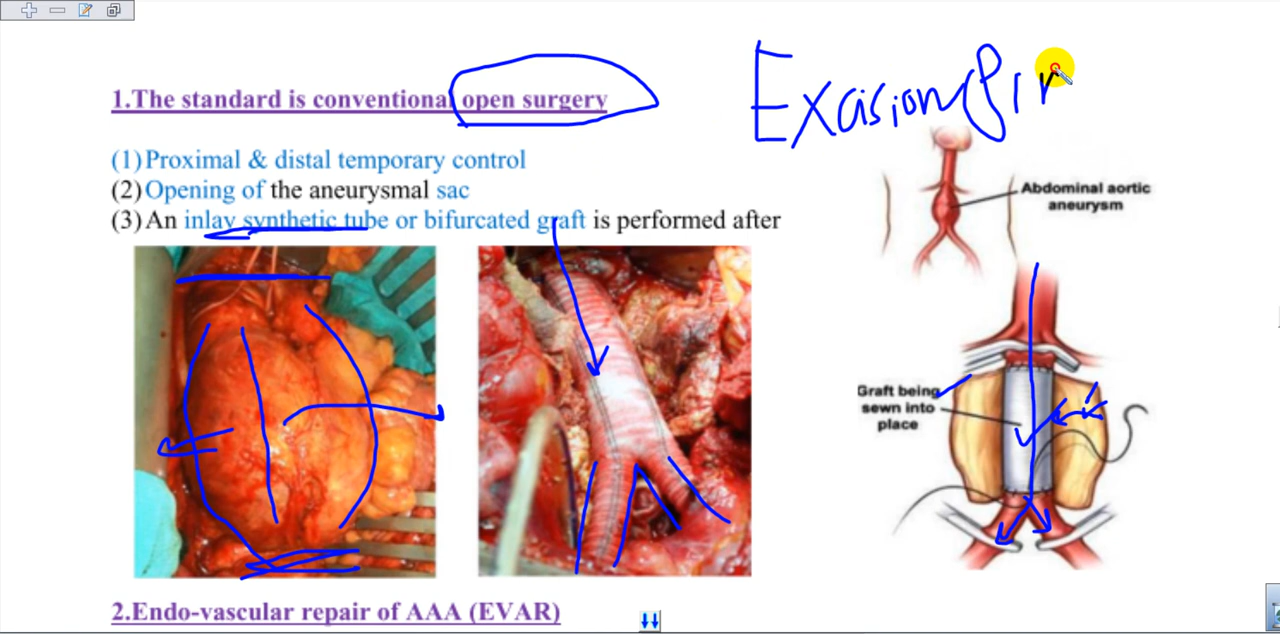 1.The standard is conventional open surgery
Excision
(1)Proximal & distal temporary control
(2)Opening of the aneurysmal sac
(3)An inlay synthetic tube or bifurcated graft is performed after
Abdominal aortic
aneurysm
Graft being
sewn into
place
2.Endo-vascular repair of AAA (EVAR)